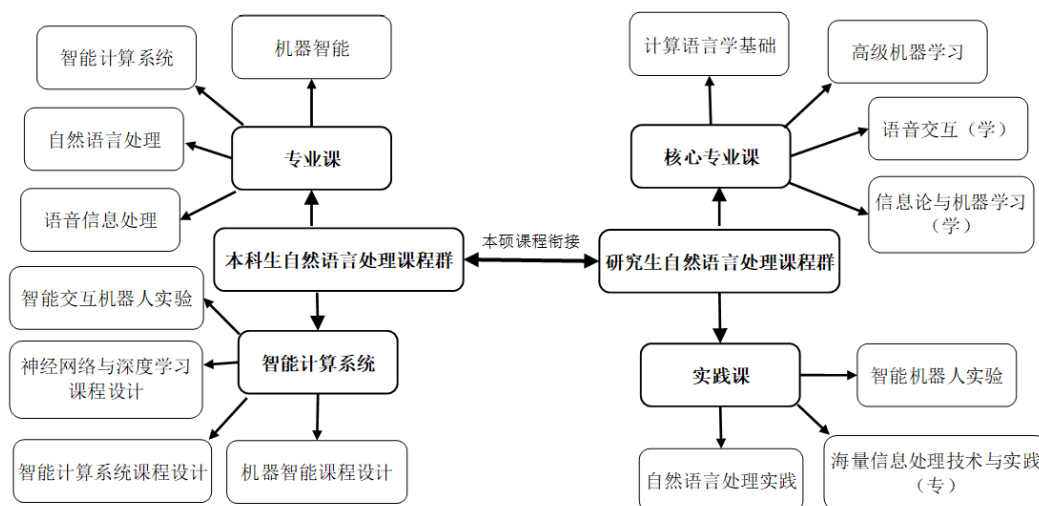 智能计算系统
机器智能
自然语言处理
专业课
语音信息处理
本科生自然语言处理课程群
智能交互机器人实验
神经网络与深度学习
课程设计
智能计算系统
智能计算系统课程设计
机器智能课程设计
本硕课程衔接
计算语言学基础
高级机器学习
核心专业课
语音交互（学）
信息论与机器学习
（学）
研究生自然语言处理课程群
实践课
智能机器人实验
自然语言处理实践
海量信息处理技术与实践
（专）